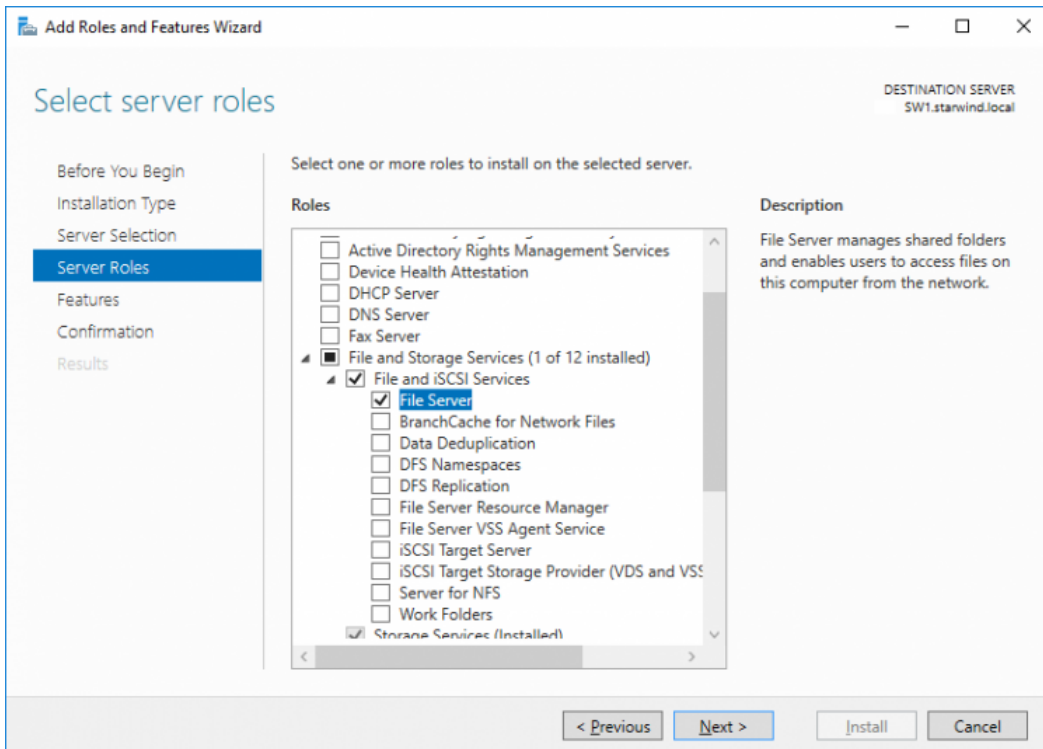 Add Roles and Features Wizard
Select server roles
DESTINATION SERVER
SW1.starwind.local
Before You Begin
Installation Type
Server Selection
Server Roles
Features
Confirmation
Results
Select one or more roles to install on the selected server.
Roles
Active Directory Rights Management Services
Device Health Attestation
DHCP Server
DNS Server
Fax Server
File and Storage Services (1 of 12 installed)
File and iSCSI Services
File Server
BranchCache for Network Files
Data Deduplication
DFS Namespaces
DFS Replication
File Server Resource Manager
File Server VSS Agent Service
iSCSI Target Server
iSCSI Target Storage Provider (VDS and VSS
Server for NFS
Work Folders
Storage Services (Installed)
Description
File Server manages shared folders
and enables users to access files on
this computer from the network.
< Previous
Next >
Install
Cancel